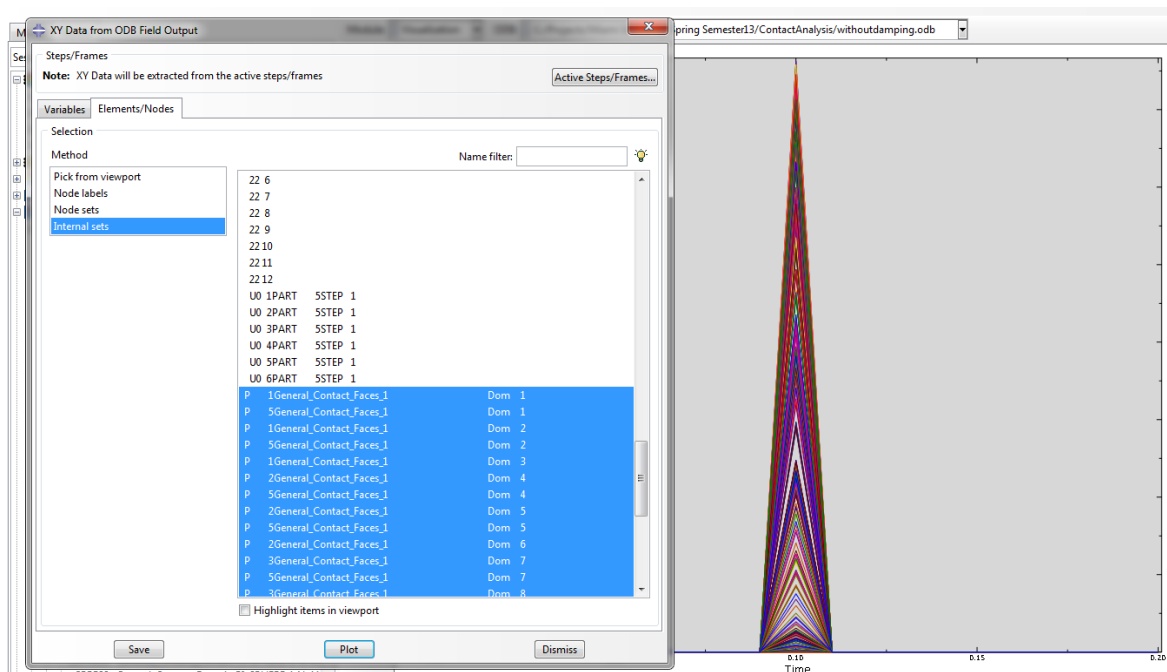 M
XY Data from ODB Field Output
Spring Semester13/ContactAnalysis/withoutdamping.odb
Ses
Steps/Frames
Note: XY Data will be extracted from the active steps/frames
Active Steps/Frames...
Variables
Elements/Nodes
Selection
Method
Name filter:
Pick from viewport
Node labels
Node sets
Internal sets
22 6
22 7
22 8
22 9
22 10
22 11
22 12
U0 1PART 5STEP 1
U0 2PART 5STEP 1
U0 3PART 5STEP 1
U0 4PART 5STEP 1
U0 5PART 5STEP 1
U0 6PART 5STEP 1
P 1General_Contact_Faces_1 Dom 1
P 5General_Contact_Faces_1 Dom 1
P 1General_Contact_Faces_1 Dom 2
P 5General_Contact_Faces_1 Dom 2
P 1General_Contact_Faces_1 Dom 3
P 2General_Contact_Faces_1 Dom 4
P 5General_Contact_Faces_1 Dom 4
P 2General_Contact_Faces_1 Dom 5
P 5General_Contact_Faces_1 Dom 5
P 2General_Contact_Faces_1 Dom 6
P 3General_Contact_Faces_1 Dom 7
P 5General_Contact_Faces_1 Dom 7
P 3General_Contact_Faces_1 Dom 8
Highlight items in viewport
Save
Plot
Dismiss
0.10
0.15
0.20
Time